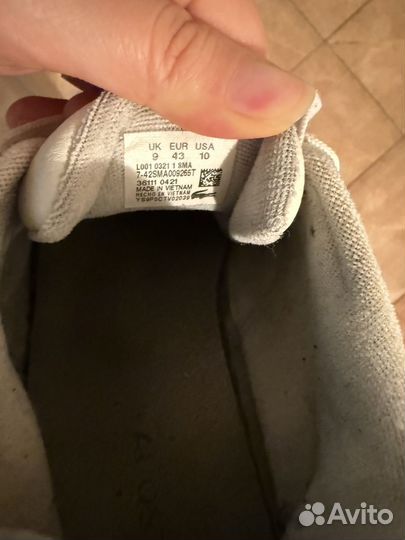 UK EUR USA
9 43 10
L001 0321 1 SMA
7-42SMA009265T
36111 0421
MADE IN VIETNAM
HECHO EN VIETNAM
Avito